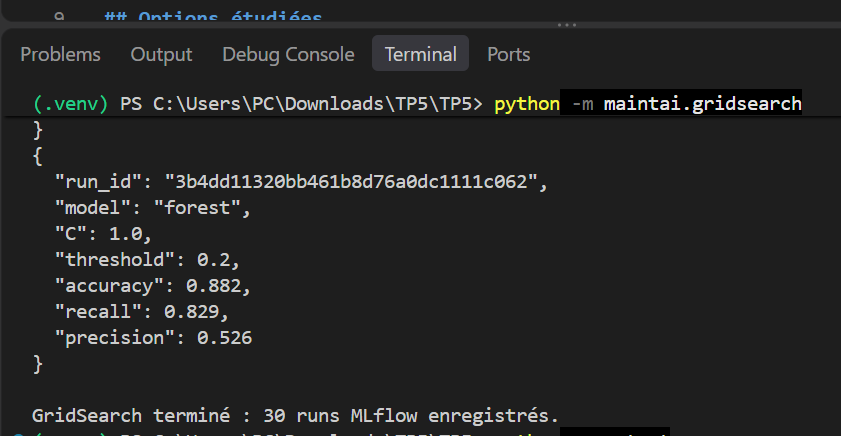 9 ## Options étudiées
Problems Output Debug Console Terminal Ports
(.venv) PS C:\Users\PC\Downloads\TP5\TP5> python -m maintai.gridsearch
}
{
"run_id": "3b4dd11320bb461b8d76a0dc1111c062",
"model": "forest",
"C": 1.0,
"threshold": 0.2,
"accuracy": 0.882,
"recall": 0.829,
"precision": 0.526
}
GridSearch terminé : 30 runs MLflow enregistrés.